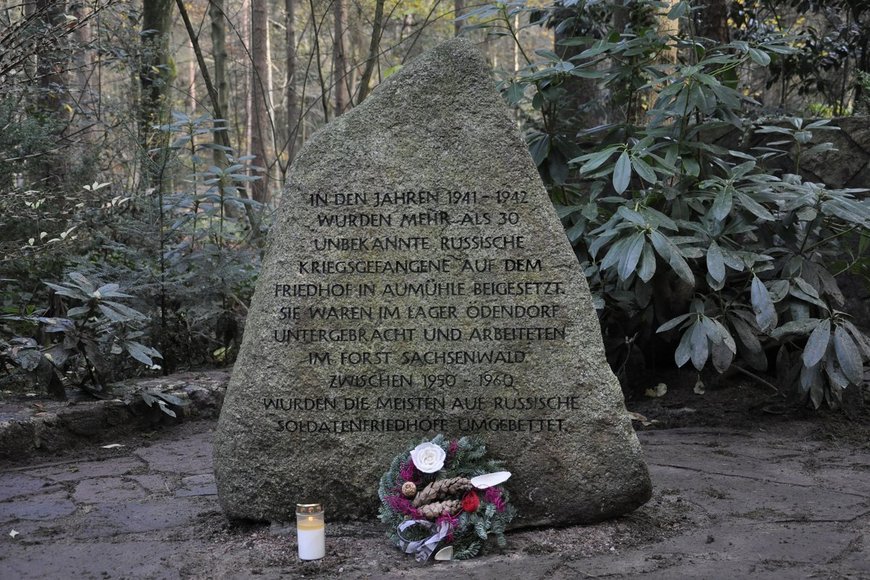 IN DEN JAHREN 1941 - 1942
WURDEN MEHR ALS 30
UNBEKANNTE RUSSISCHE
KRIEGSGEFANGENE AUF DEM
FRIEDHOF IN AUMÜHLE BEIGESETZT.
SIE WAREN IM LAGER ÖDENDORF
UNTERGEBRACHT UND ARBEITETEN
IM FORST SACHSENWALD
ZWISCHEN 1950 - 1960
WURDEN DIE MEISTEN AUF RUSSISCHE
SOLDATENFRIEDHÖFE UMGEBETTET.